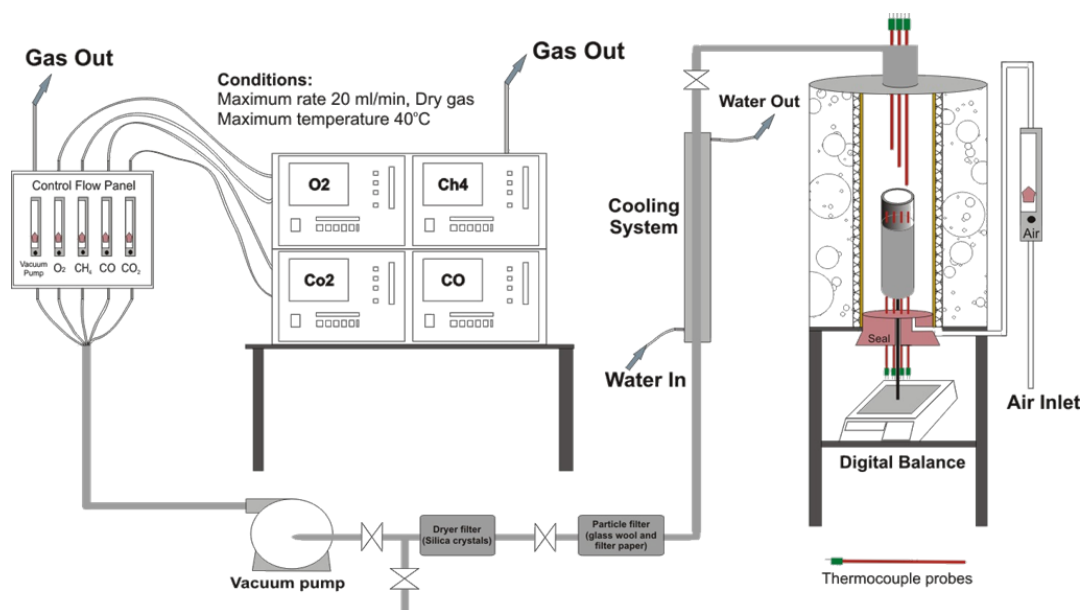 Gas Out
Conditions:
Maximum rate 20 ml/min, Dry gas
Maximum temperature 40°C
Gas Out
Water Out
Control Flow Panel
Vacuum
Pump
O₂
CH₄
CO
CO₂
O2
Ch4
Co2
CO
Cooling
System
Water In
Air
Seal
Air Inlet
Digital Balance
Dryer filter
(Silica crystals)
Particle filter
(glass wool and
filter paper)
Vacuum pump
Thermocouple probes